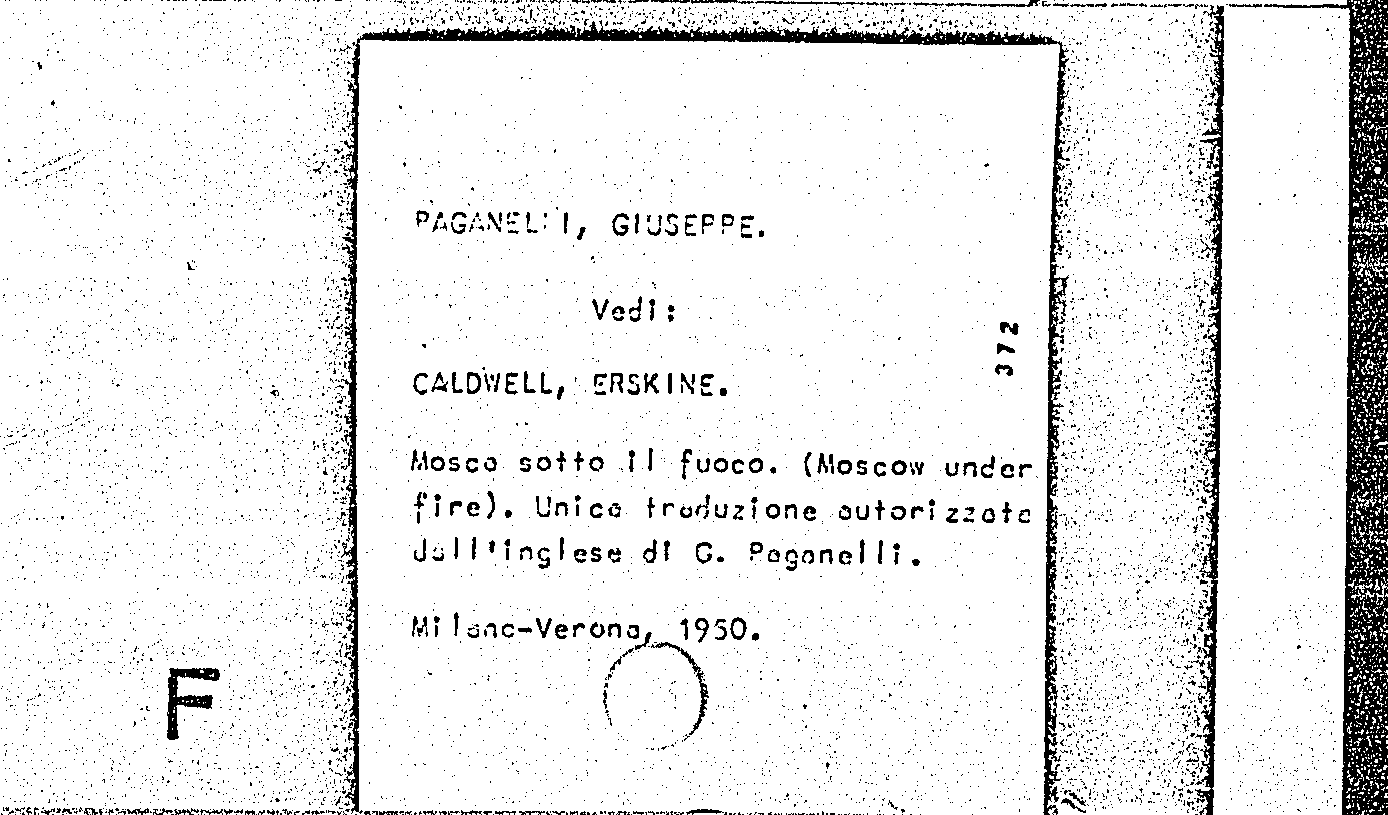 PAGANELLI, GIUSEPPE.
Vedi:
372
CALDWELL, ERSKINE.
Mosca sotto il fuoco. (Moscow under
fire). Unica traduzione autorizzata
dall'inglese di G. Paganelli.
Milano-Verona, 1950.
F